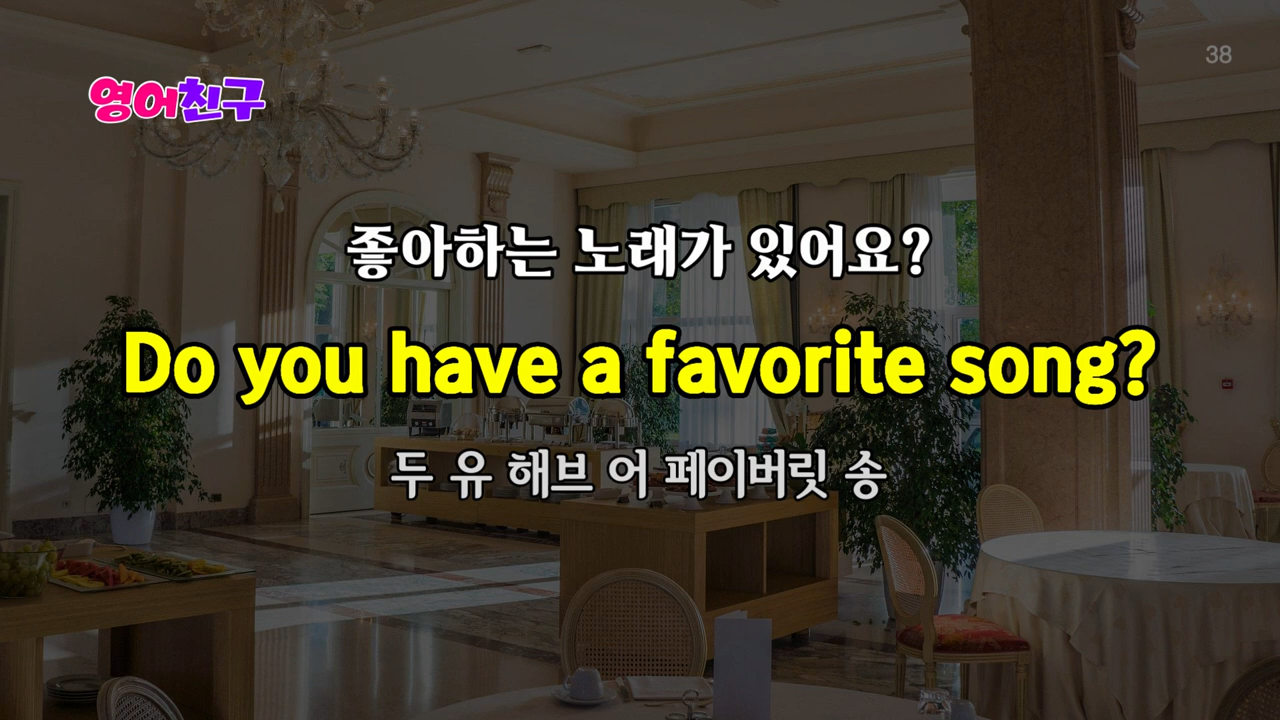 38
영어친구
좋아하는 노래가 있어요?
Do you have a favorite song?
두 유 해브 어 페이버릿 송